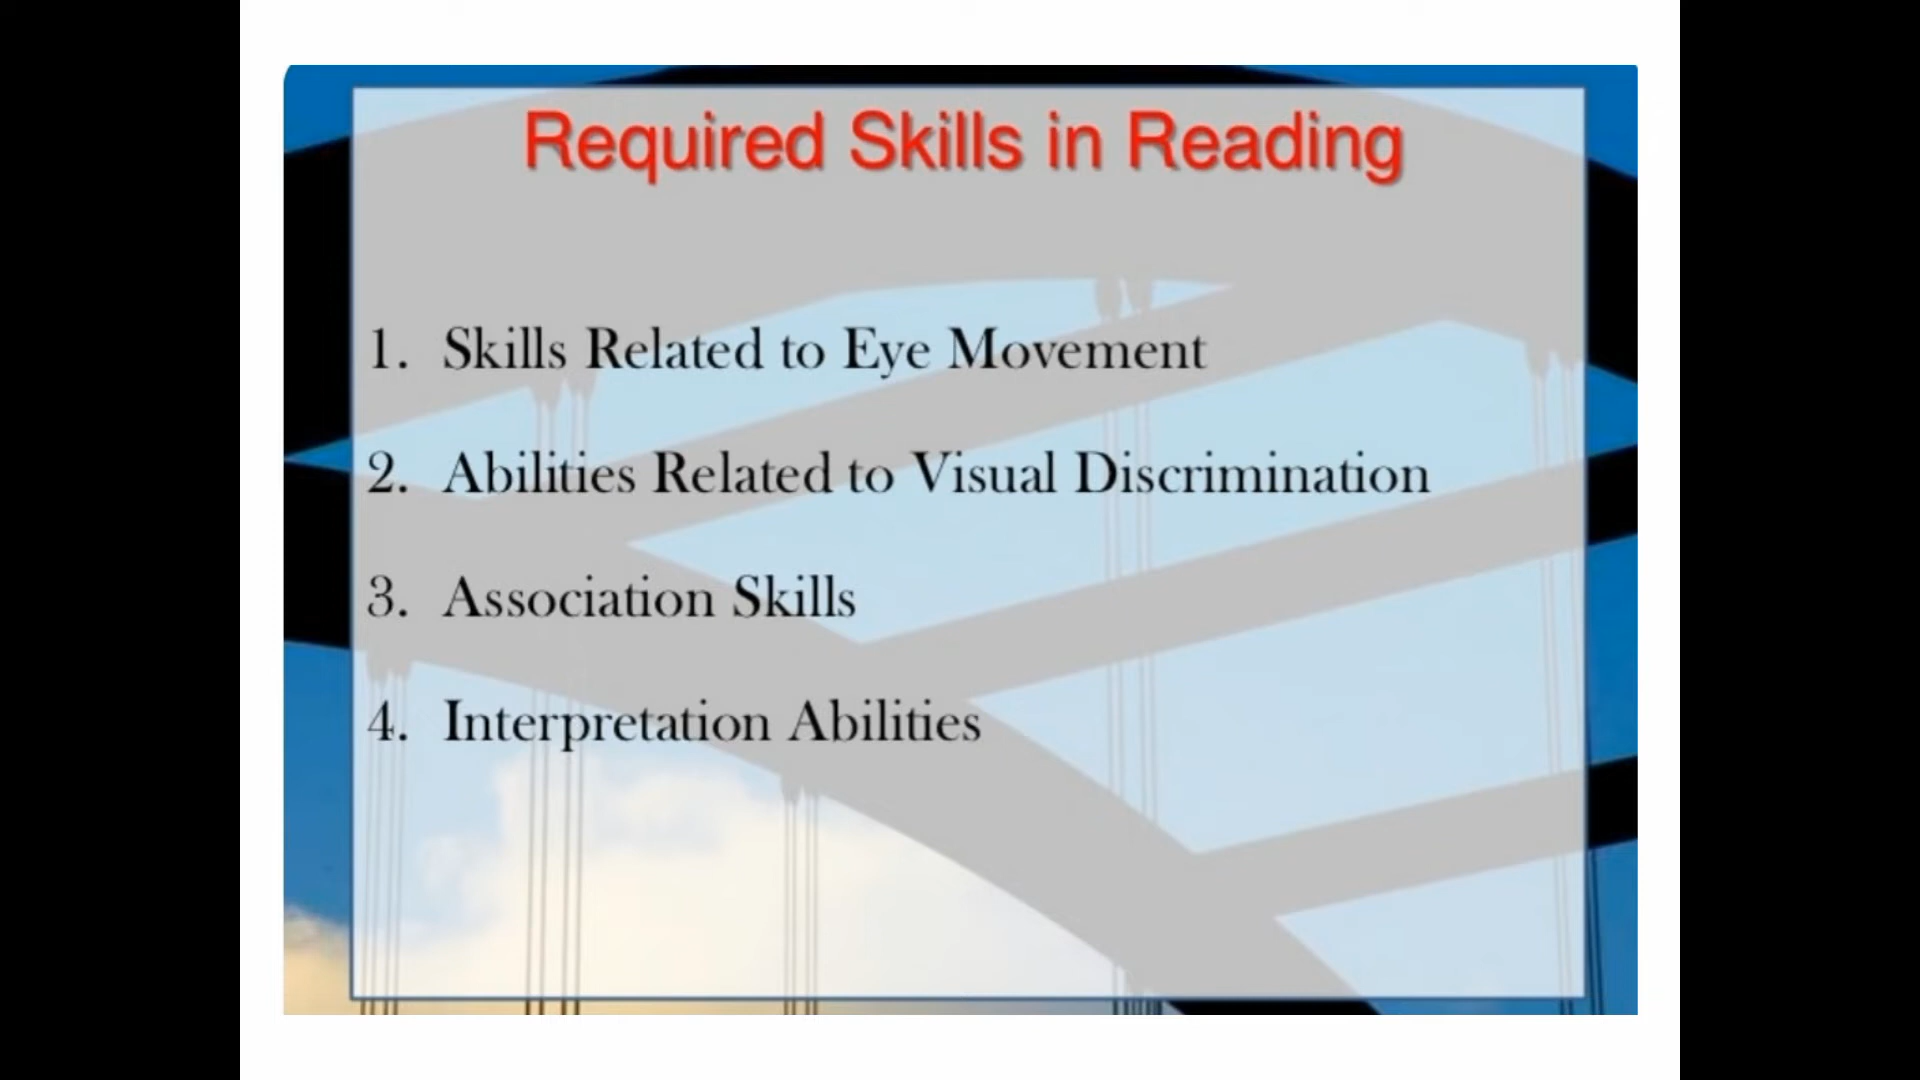 Required Skills in Reading
1. Skills Related to Eye Movement
2. Abilities Related to Visual Discrimination
3. Association Skills
4. Interpretation Abilities